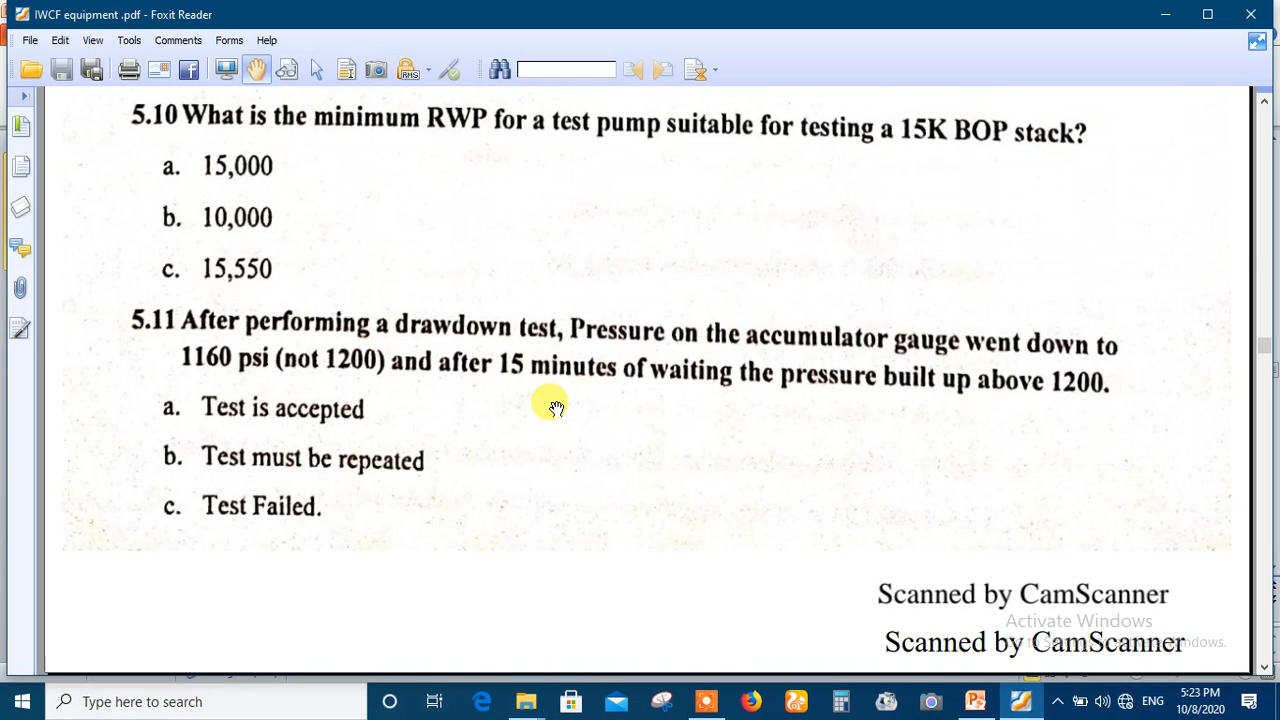 IWCF equipment .pdf - Foxit Reader
File Edit View Tools Comments Forms Help
5.10 What is the minimum RWP for a test pump suitable for testing a 15K BOP stack?
a. 15,000
b. 10,000
c. 15,550
5.11 After performing a drawdown test, Pressure on the accumulator gauge went down to
1160 psi (not 1200) and after 15 minutes of waiting the pressure built up above 1200.
a. Test is accepted
b. Test must be repeated
c. Test Failed.
Scanned by CamScanner
Activate Windows
Scanned by CamScanner
Type here to search
ENG
5:23 PM
10/8/2020